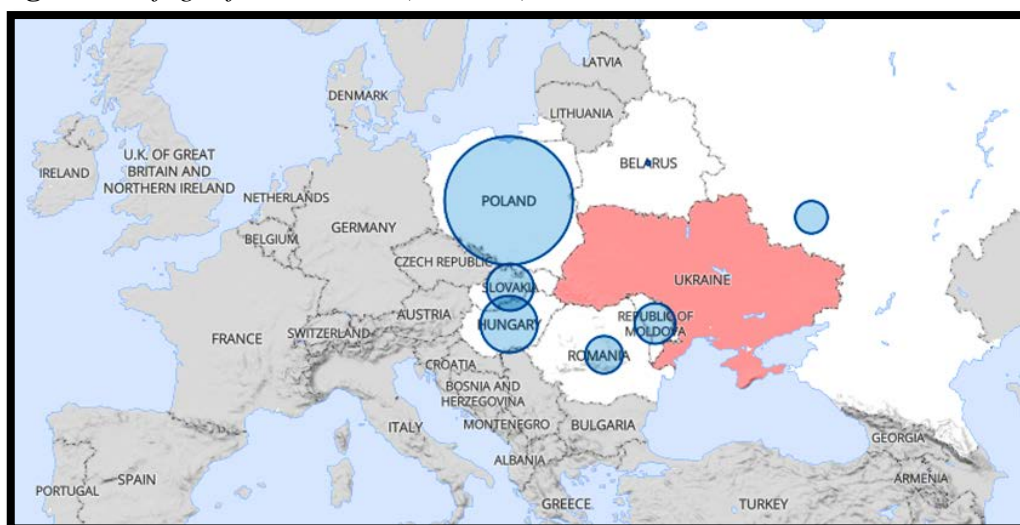 LATVIA
DENMARK
LITHUANIA
U.K. OF GREAT
BRITAIN AND
NORTHERN IRELAND
IRELAND
BELARUS
NETHERLANDS
POLAND
GERMANY
BELGIUM
CZECH REPUBLIC
UKRAINE
SLOVAKIA
AUSTRIA
HUNGARY
REPUBLIC OF
MOLDOVA
FRANCE
SWITZERLAND
ROMANIA
CROATIA
BOSNIA AND
HERZEGOVINA
ITALY
MONTENEGRO
BULGARIA
GEORGIA
ALBANIA
SPAIN
ARMENIA
PORTUGAL
GREECE
TURKEY